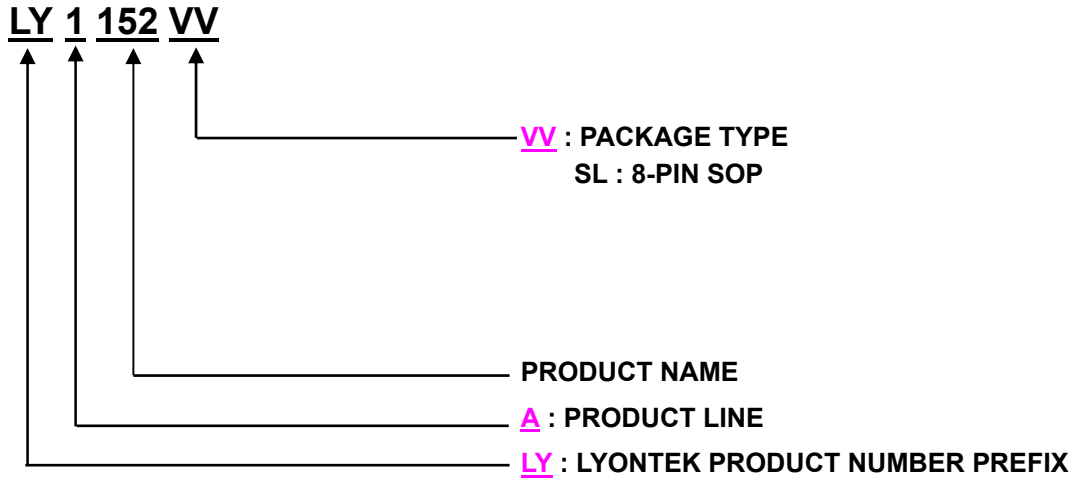 LY 1 152 VV
VV : PACKAGE TYPE
SL : 8-PIN SOP
PRODUCT NAME
A : PRODUCT LINE
LY : LYONTEK PRODUCT NUMBER PREFIX